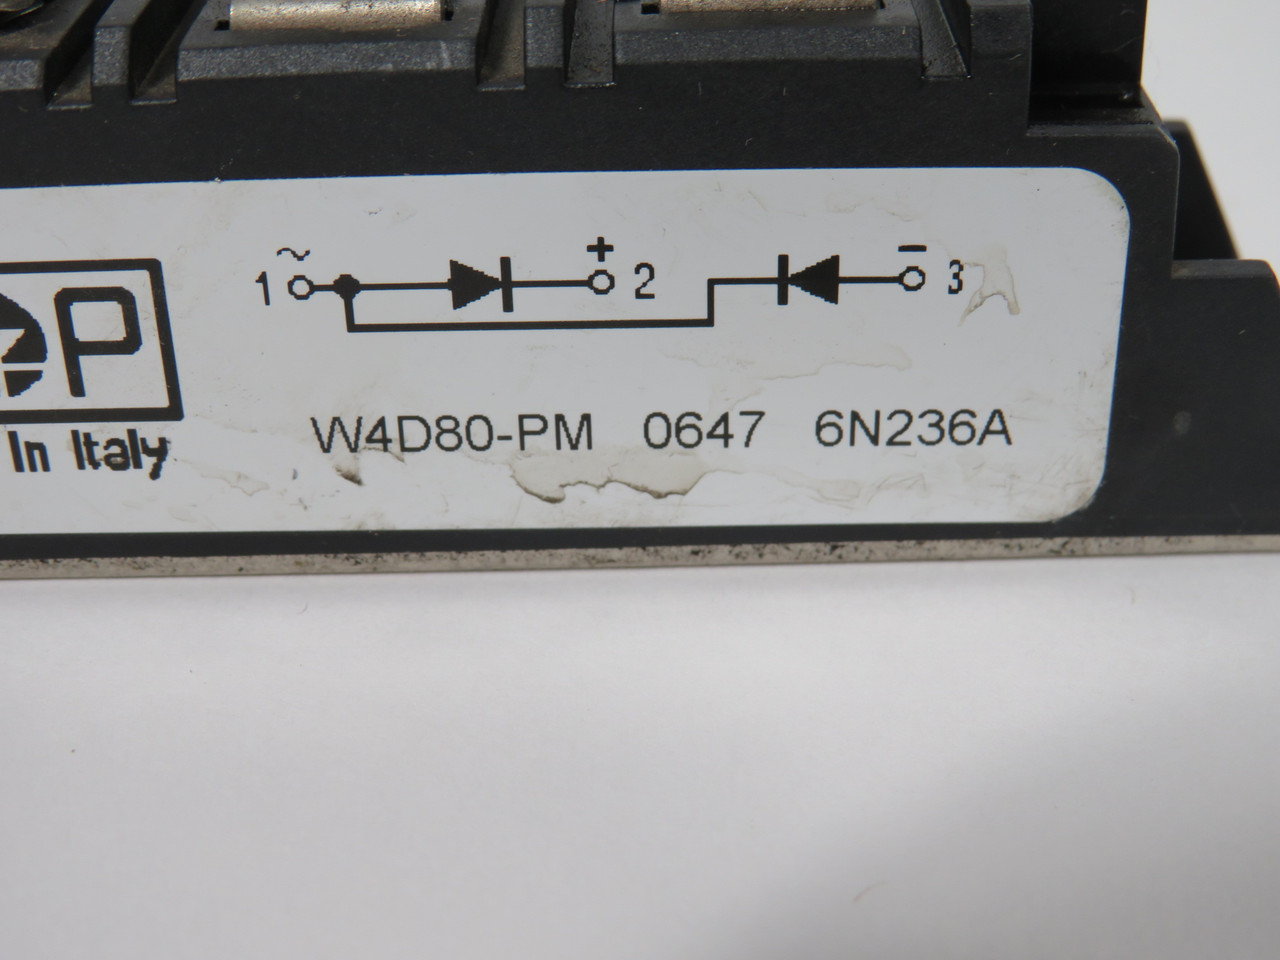 ~ + −
1 2 3
P
In Italy
W4D80-PM 0647 6N236A